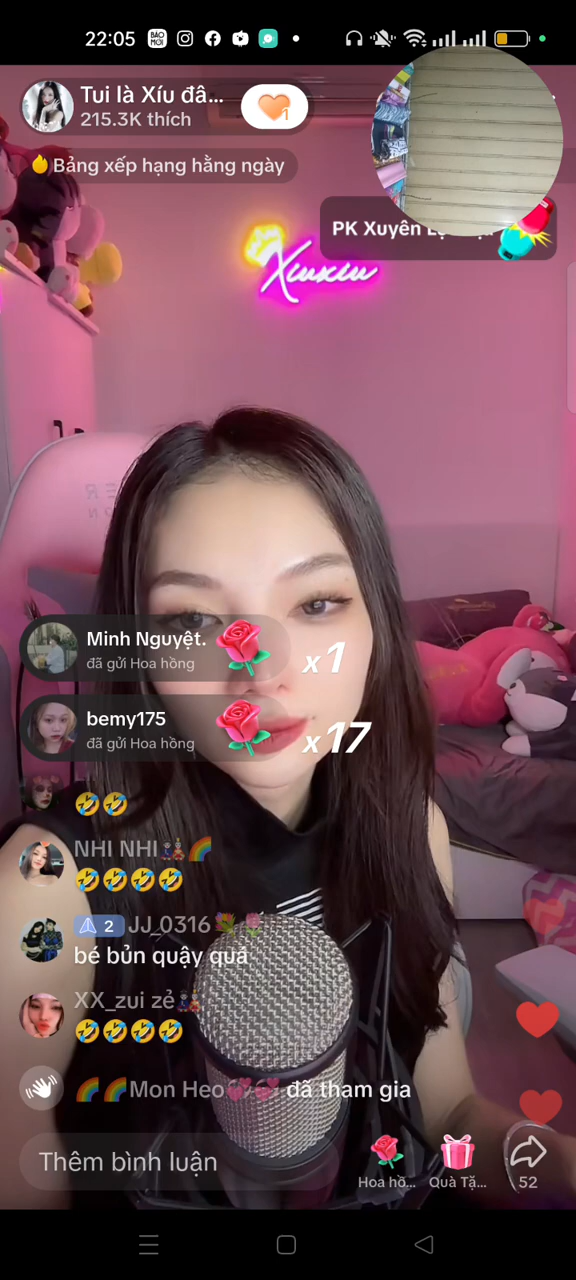 22:05
BÁO MỚI
Tui là Xíu đâ...
215.3K thích
1
Bảng xếp hạng hằng ngày
PK Xuyên
Xiuxiu
Minh Nguyệt.
đã gửi Hoa hồng
x1
bemy175
đã gửi Hoa hồng
x17
🤣🤣
NHI NHI🎎🌈
🤣🤣🤣🤣
2 JJ_0316💐🌷
bé bủn quậy quá
XX_zui zẻ🎎
🤣🤣🤣🤣
🌈🌈Mon Heo💞💞 đã tham gia
Thêm bình luận
Hoa hồ...
Quà Tặ...
52